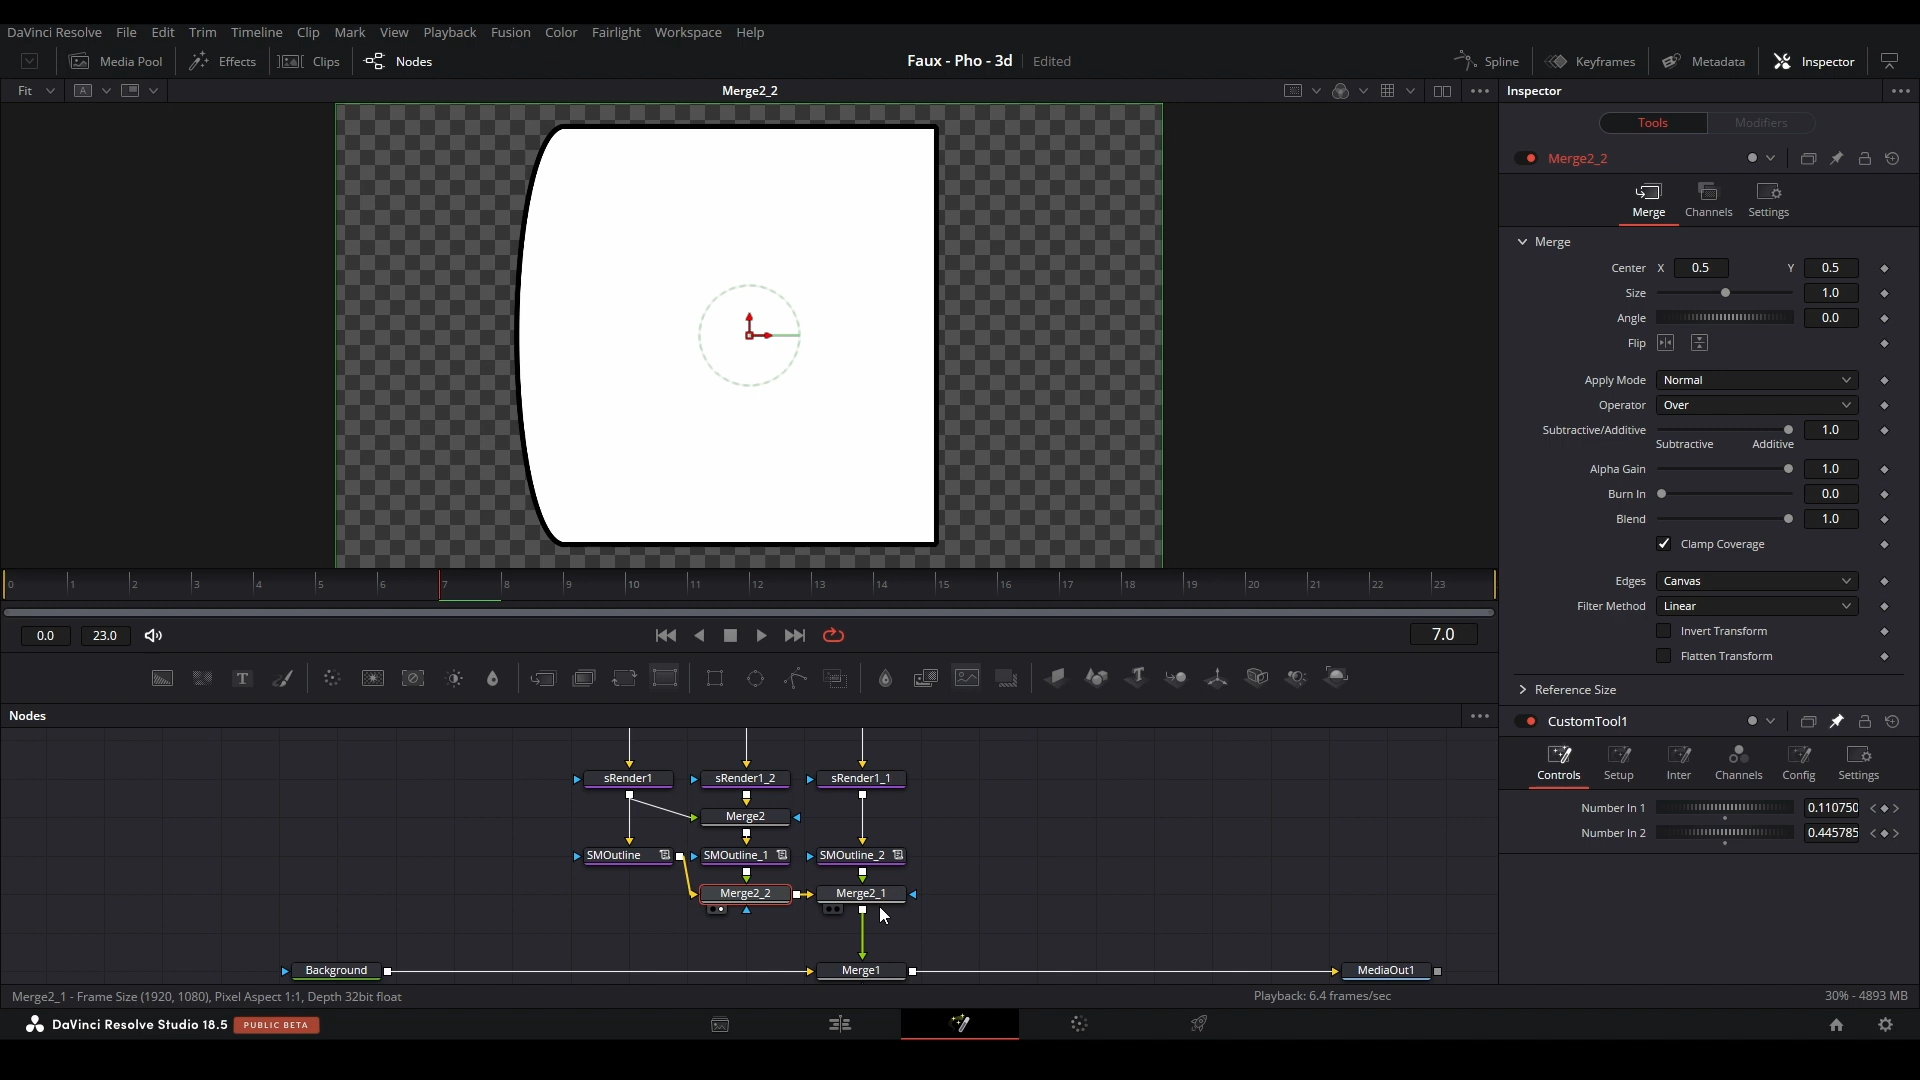 DaVinci Resolve File Edit Trim Timeline Clip Mark View Playback Fusion Color Fairlight Workspace Help
Media Pool Effects Clips Nodes Faux - Pho - 3d Edited Spline Keyframes Metadata Inspector
Fit A Merge2_2 Inspector
Tools Modifiers
Merge2_2
Merge Channels Settings
Merge
Center X 0.5 Y 0.5
Size 1.0
Angle 0.0
Flip
Apply Mode Normal
Operator Over
Subtractive/Additive 1.0
Subtractive Additive
Alpha Gain 1.0
Burn In 0.0
Blend 1.0
Clamp Coverage
Edges Canvas
Filter Method Linear
Invert Transform
Flatten Transform
Reference Size
CustomTool1
Controls Setup Inter Channels Config Settings
Number In 1 0.110750
Number In 2 0.445785
0 1 2 3 4 5 6 7 8 9 10 11 12 13 14 15 16 17 18 19 20 21 22 23
0.0 23.0 7.0
T T
Nodes
sRender1 sRender1_2 sRender1_1
Merge2
SMOutline SMOutline_1 SMOutline_2
Merge2_2 Merge2_1
Background Merge1 MediaOut1
Merge2_1 - Frame Size (1920, 1080), Pixel Aspect 1:1, Depth 32bit float Playback: 6.4 frames/sec 30% - 4893 MB
DaVinci Resolve Studio 18.5 PUBLIC BETA